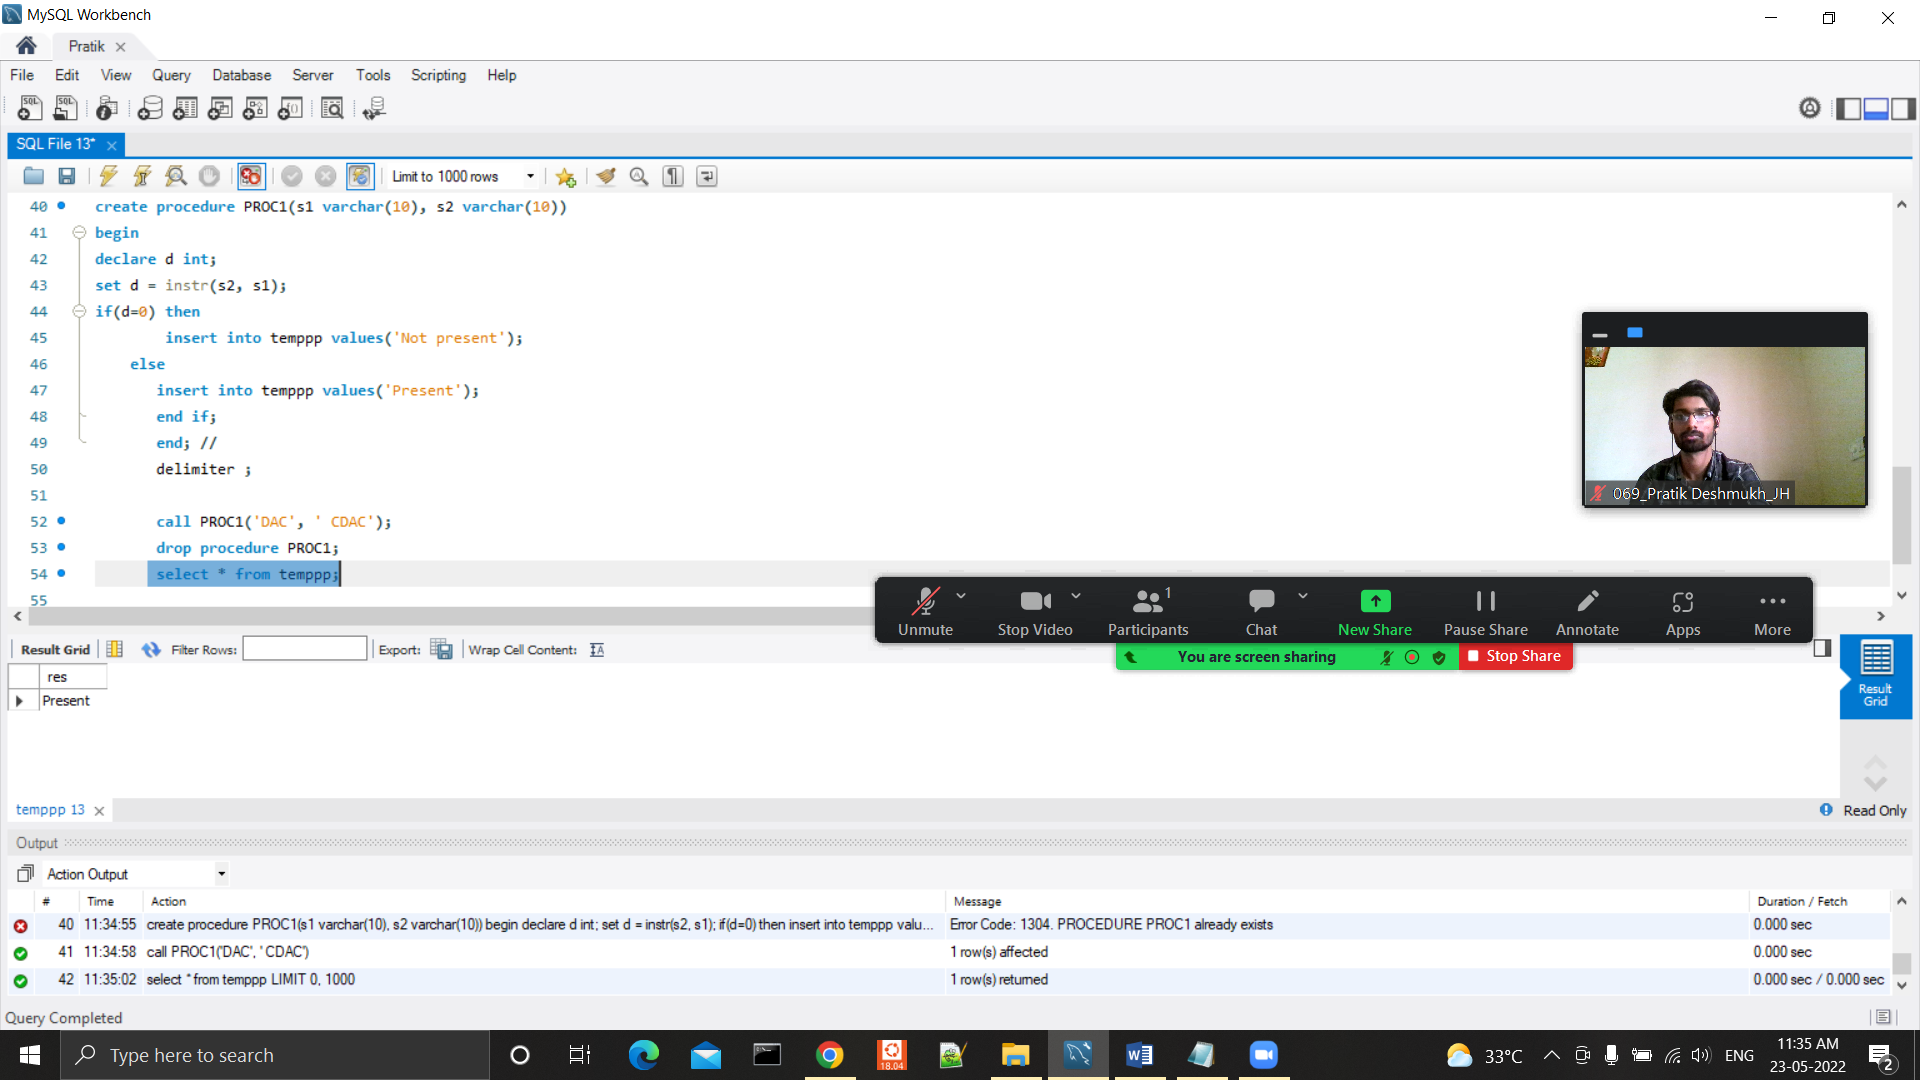 MySQL Workbench
Pratik
File Edit View Query Database Server Tools Scripting Help
SQL File 13*
Limit to 1000 rows
40 create procedure PROC1(s1 varchar(10), s2 varchar(10))
41 begin
42 declare d int;
43 set d = instr(s2, s1);
44 if(d=0) then
45 insert into temppp values('Not present');
46 else
47 insert into temppp values('Present');
48 end if;
49 end; //
50 delimiter ;
51
52 call PROC1('DAC', ' CDAC');
53 drop procedure PROC1;
54 select * from temppp;
55
069_Pratik Deshmukh_JH
Unmute Stop Video Participants 1 Chat New Share Pause Share Annotate Apps More
You are screen sharing Stop Share
Result Grid Filter Rows: Export: Wrap Cell Content:
res
Present
Result Grid
temppp 13
Read Only
Output
Action Output
# Time Action Message Duration / Fetch
40 11:34:55 create procedure PROC1(s1 varchar(10), s2 varchar(10)) begin declare d int; set d = instr(s2, s1); if(d=0) then insert into temppp valu... Error Code: 1304. PROCEDURE PROC1 already exists 0.000 sec
41 11:34:58 call PROC1('DAC', ' CDAC') 1 row(s) affected 0.000 sec
42 11:35:02 select * from temppp LIMIT 0, 1000 1 row(s) returned 0.000 sec / 0.000 sec
Query Completed
Type here to search
18.04
33°C
ENG
11:35 AM
23-05-2022
2